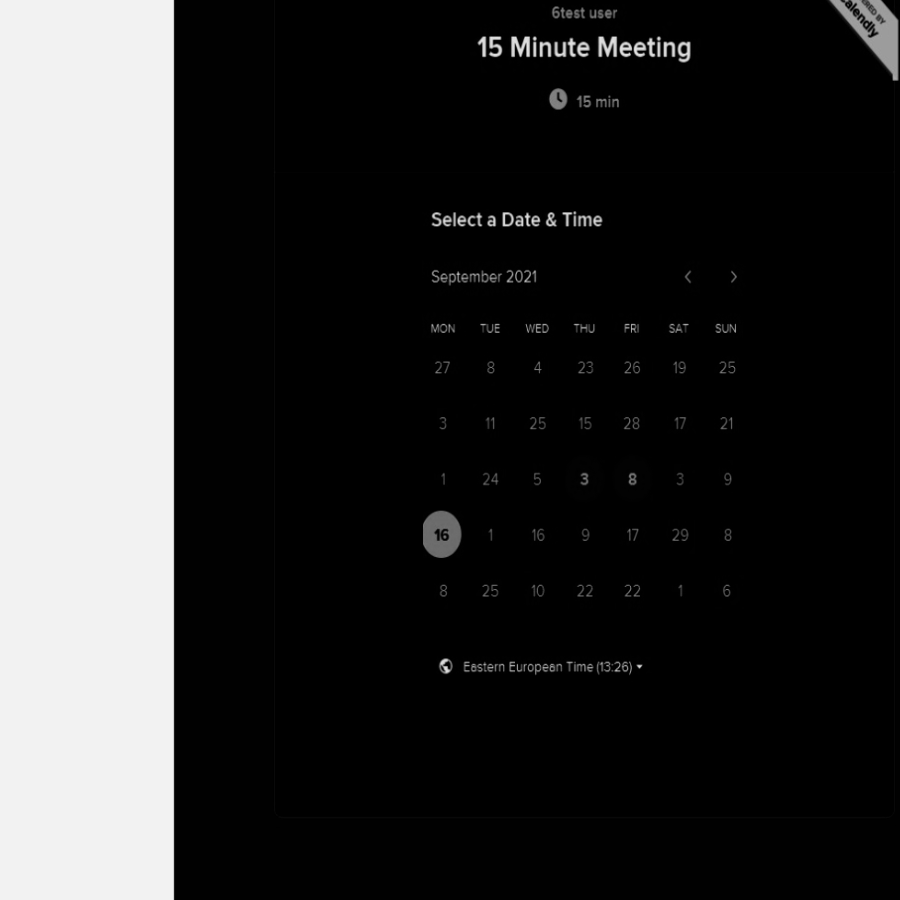 6test user
15 Minute Meeting
15 min
Select a Date & Time
September 2021
MON TUE WED THU FRI SAT SUN
27 8 4 23 26 19 25
3 11 25 15 28 17 21
1 24 5 3 8 3 9
16 1 16 9 17 29 8
8 25 10 22 22 1 6
Eastern European Time (13:26)
BY